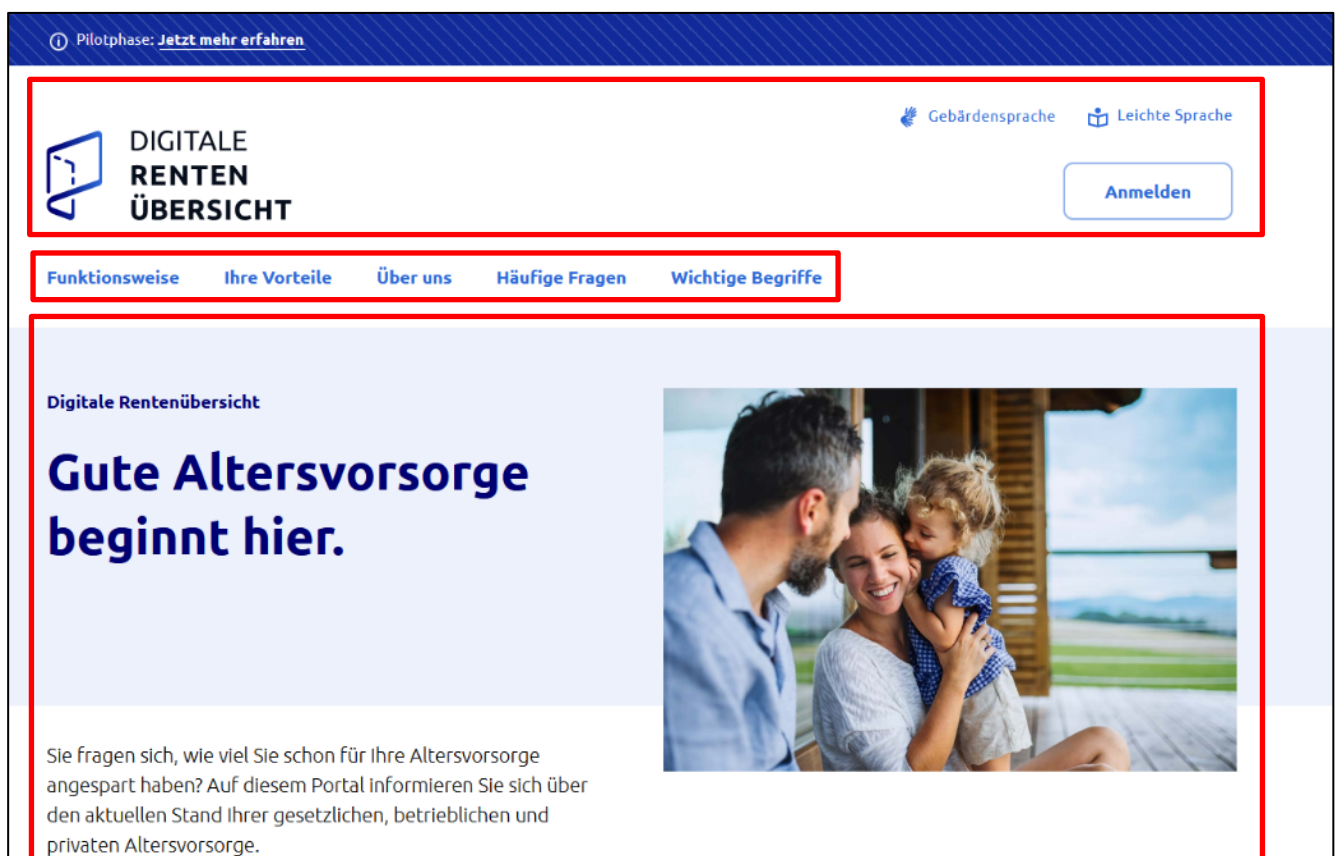 Pilotphase: Jetzt mehr erfahren
Gebärdensprache Leichte Sprache
DIGITALE
RENTEN
ÜBERSICHT
Anmelden
Funktionsweise Ihre Vorteile Über uns Häufige Fragen Wichtige Begriffe
Digitale Rentenübersicht
Gute Altersvorsorge
beginnt hier.
Sie fragen sich, wie viel Sie schon für Ihre Altersvorsorge
angespart haben? Auf diesem Portal informieren Sie sich über
den aktuellen Stand Ihrer gesetzlichen, betrieblichen und
privaten Altersvorsorge.